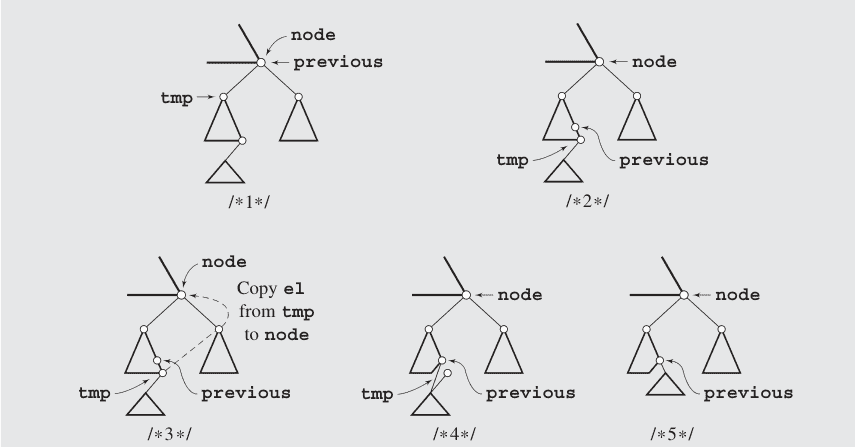 node
previous
tmp
/*1*/
node
tmp
previous
/*2*/
node
Copy el
from tmp
to node
tmp
previous
/*3*/
node
tmp
previous
/*4*/
node
previous
/*5*/